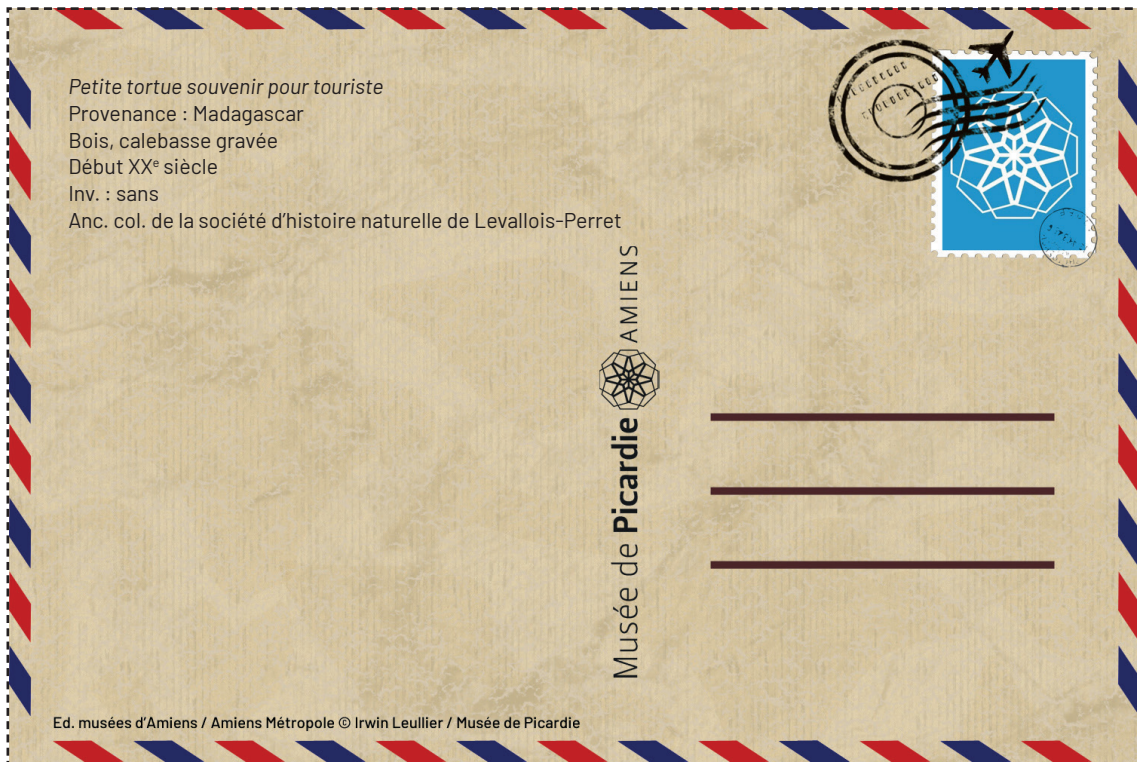 Petite tortue souvenir pour touriste
Provenance : Madagascar
Bois, calebasse gravée
Début XXᵉ siècle
Inv. : sans
Anc. col. de la société d'histoire naturelle de Levallois-Perret
Musée de Picardie AMIENS
Ed. musées d'Amiens / Amiens Métropole © Irwin Leullier / Musée de Picardie